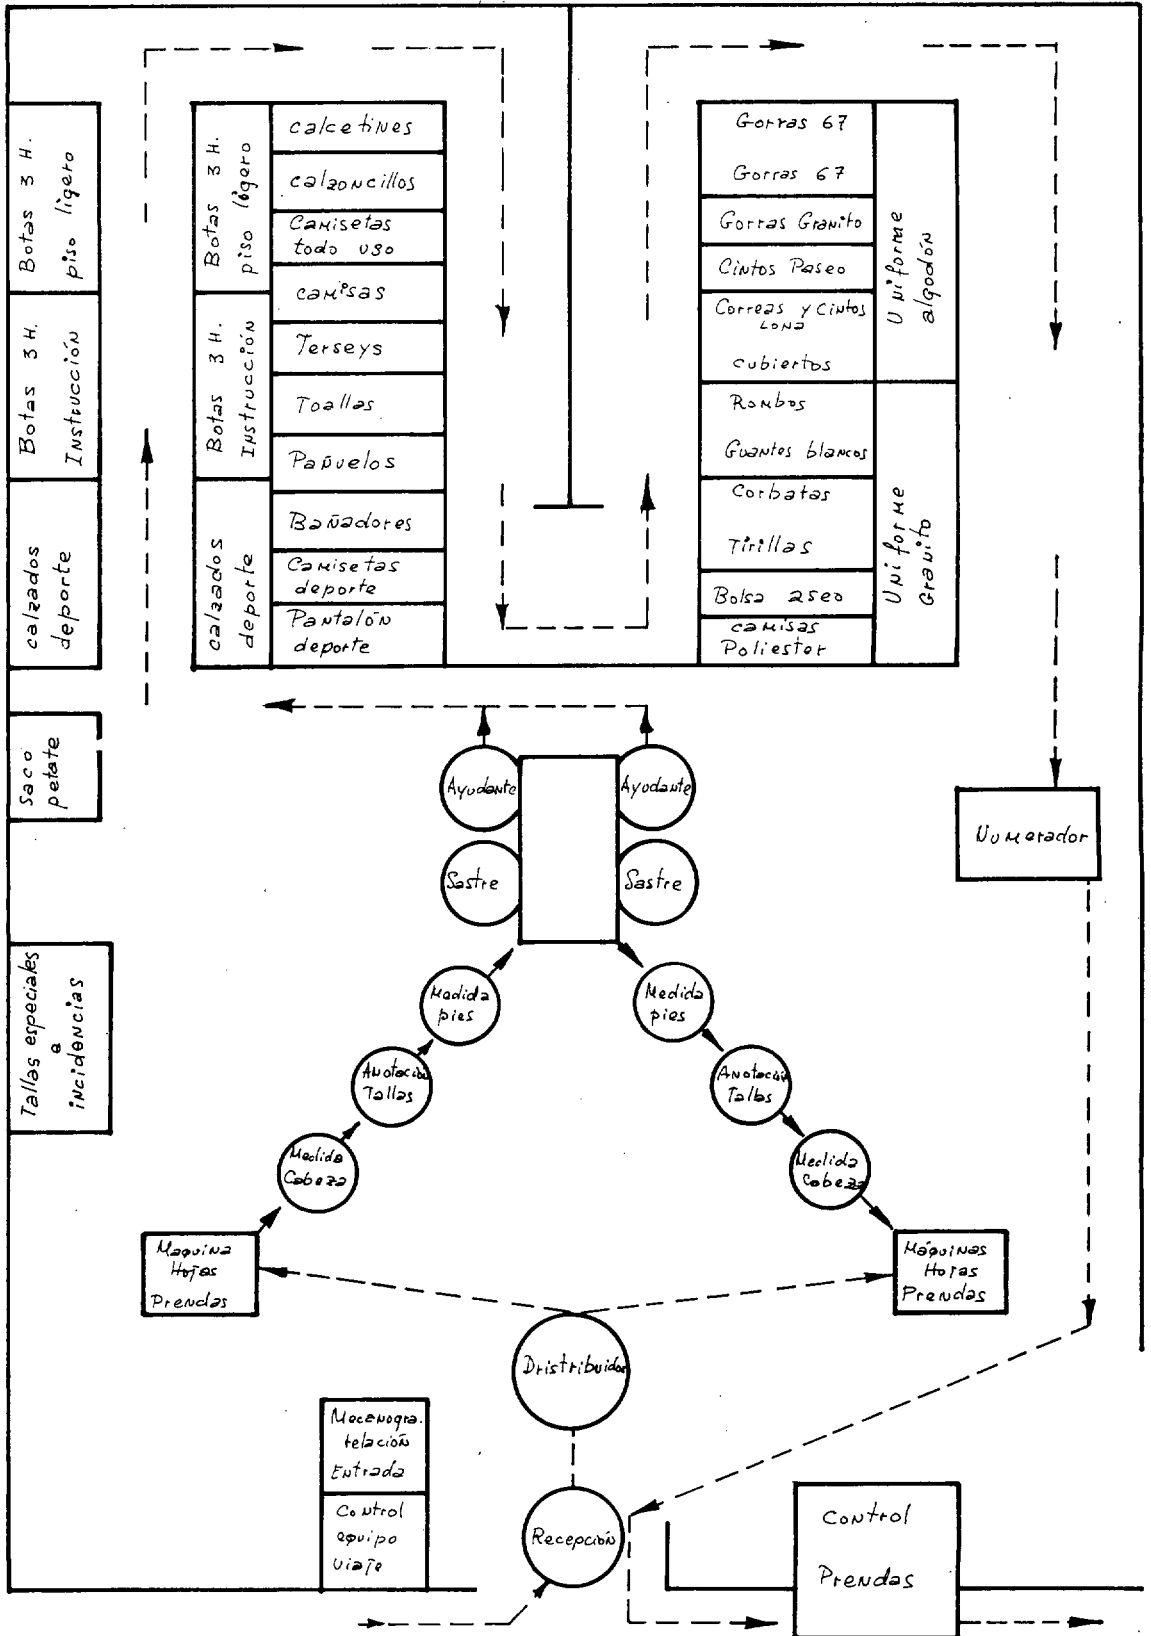 Botas 3 H.
piso ligero
Botas 3 H.
Instrucción
calzados
deporte
Botas 3 H.
piso lígero
Botas 3 H.
Instrucción
calzados
deporte
calcetines
calzoncillos
Camisetas
todo uso
camisas
Terseys
Toallas
Pañuelos
Bañadores
Camisetas
deporte
Pantalón
deporte
Gorras 67
Gorras 67
Gorras Granito
Cintos Paseo
Correas y Cintos
Lona
cubiertos
Rombos
Guantes blancos
Corbatas
Tirillas
Bolsa aseo
camisas
Poliester
Uniforme
algodón
Uniforme
Granito
saco
petate
Ayudante
Ayudante
Sastre
Sastre
Numerador
Tallas especiales
e
incidencias
Medida
pies
Medida
pies
Anotación
Tallas
Anotación
Tallas
Medida
Cabeza
Medida
Cabeza
Maquina
Hojas
Prendas
Máquinas
Hojas
Prendas
Dristribuidor
Mecanogra.
relación
Entrada
Control
equipo
viaje
Recepción
Control
Prendas